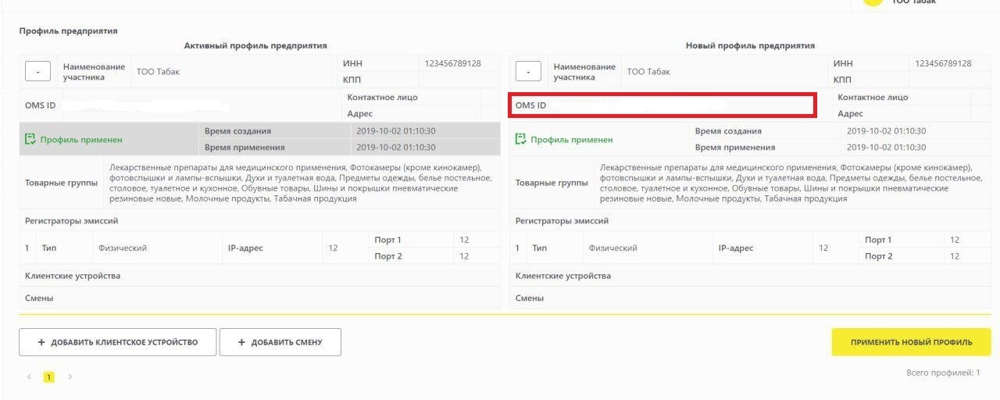 ТОО Табак
Профиль предприятия
Активный профиль предприятия
-
Наименование участника
ТОО Табак
ИНН 123456789128
КПП
OMS ID
Контактное лицо
Адрес
Профиль применен
Время создания 2019-10-02 01:10:30
Время применения 2019-10-02 01:10:30
Товарные группы
Лекарственные препараты для медицинского применения, Фотокамеры (кроме кинокамер),
фотовспышки и лампы-вспышки, Духи и туалетная вода, Предметы одежды, белье постельное,
столовое, туалетное и кухонное, Обувные товары, Шины и покрышки пневматические
резиновые новые, Молочные продукты, Табачная продукция
Регистраторы эмиссий
1 Тип Физический IP-адрес 12
Порт 1 12
Порт 2 12
Клиентские устройства
Смены
Новый профиль предприятия
-
Наименование участника
ТОО Табак
ИНН 123456789128
КПП
OMS ID
Контактное лицо
Адрес
Профиль применен
Время создания 2019-10-02 01:10:30
Время применения 2019-10-02 01:10:30
Товарные группы
Лекарственные препараты для медицинского применения, Фотокамеры (кроме кинокамер),
фотовспышки и лампы-вспышки, Духи и туалетная вода, Предметы одежды, белье постельное,
столовое, туалетное и кухонное, Обувные товары, Шины и покрышки пневматические
резиновые новые, Молочные продукты, Табачная продукция
Регистраторы эмиссий
1 Тип Физический IP-адрес 12
Порт 1 12
Порт 2 12
Клиентские устройства
Смены
+ ДОБАВИТЬ КЛИЕНТСКОЕ УСТРОЙСТВО
+ ДОБАВИТЬ СМЕНУ
ПРИМЕНИТЬ НОВЫЙ ПРОФИЛЬ
< 1 >
Всего профилей: 1